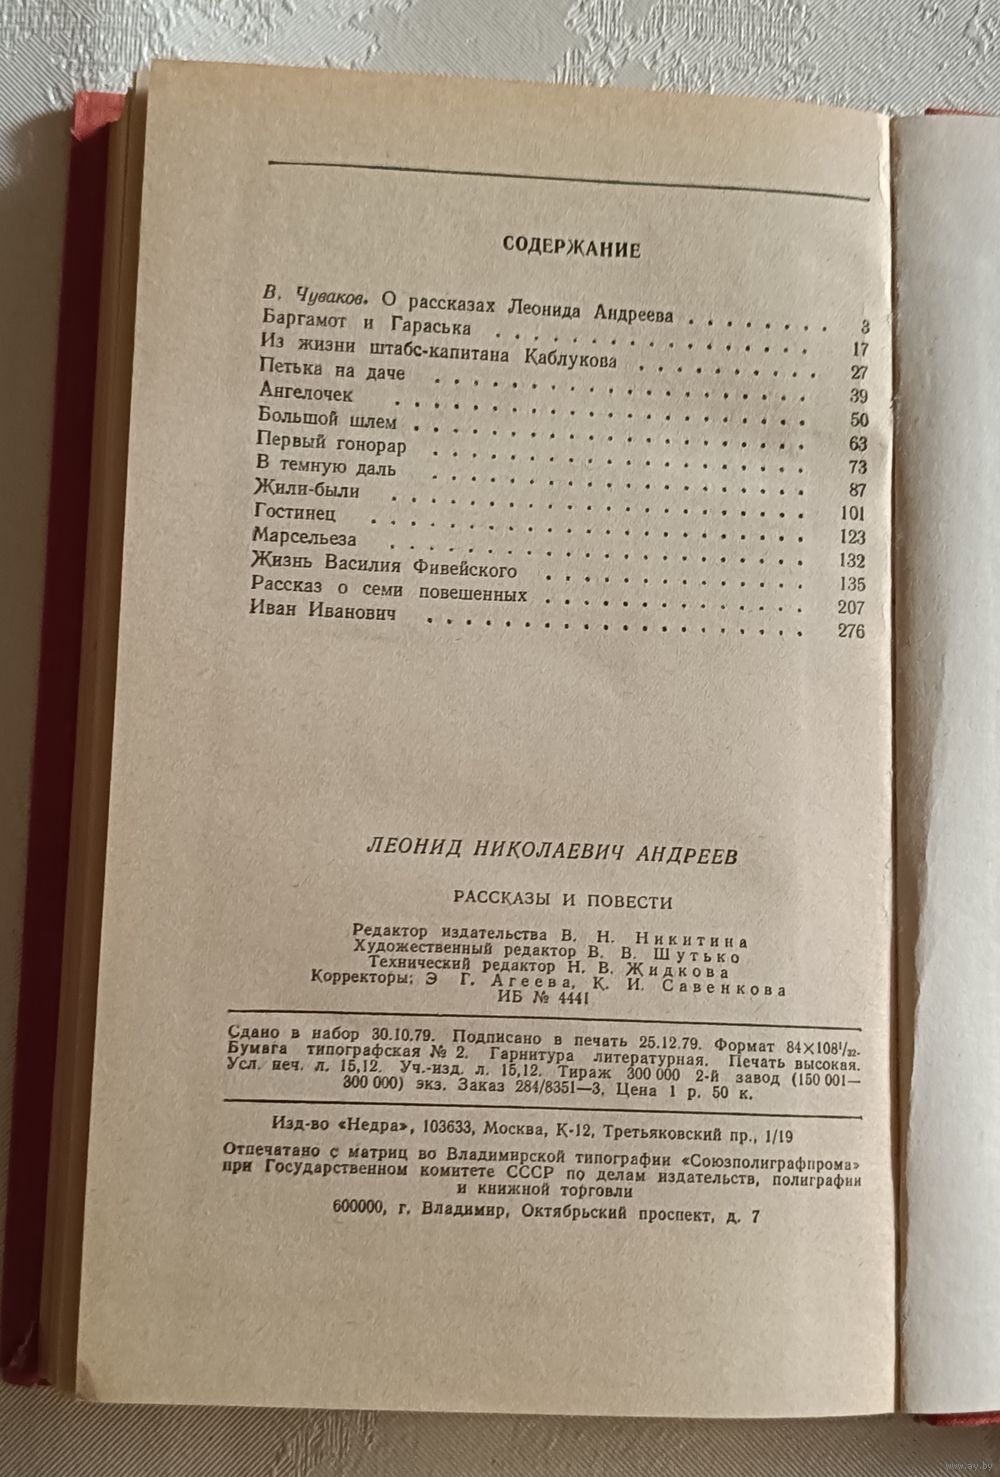 СОДЕРЖАНИЕ
В. Чуваков. О рассказах Леонида Андреева . . . . . . . . 3
Баргамот и Гараська . . . . . . . . . . . . . . . 17
Из жизни штабс-капитана Каблукова . . . . . . . . . . 27
Петька на даче . . . . . . . . . . . . . . . . . 39
Ангелочек . . . . . . . . . . . . . . . . . . . 50
Большой шлем . . . . . . . . . . . . . . . . . . 63
Первый гонорар . . . . . . . . . . . . . . . . . 73
В темную даль . . . . . . . . . . . . . . . . . 87
Жили-были . . . . . . . . . . . . . . . . . . . 101
Гостинец . . . . . . . . . . . . . . . . . . . 123
Марсельеза . . . . . . . . . . . . . . . . . . 132
Жизнь Василия Фивейского . . . . . . . . . . . . 135
Рассказ о семи повешенных . . . . . . . . . . . . 207
Иван Иванович . . . . . . . . . . . . . . . . . 276
ЛЕОНИД НИКОЛАЕВИЧ АНДРЕЕВ
РАССКАЗЫ И ПОВЕСТИ
Редактор издательства В. Н. Никитина
Художественный редактор В. В. Шутько
Технический редактор Н. В. Жидкова
Корректоры: Э Г. Агеева, К. И. Савенкова
ИБ № 4441
Сдано в набор 30.10.79. Подписано в печать 25.12.79. Формат 84×108¹/₃₂.
Бумага типографская № 2. Гарнитура литературная. Печать высокая.
Усл. печ. л. 15,12. Уч.-изд. л. 15,12. Тираж 300 000 2-й завод (150 001—
300 000) экз. Заказ 284/8351—3. Цена 1 р. 50 к.
Изд-во «Недра», 103633, Москва, К-12, Третьяковский пр., 1/19
Отпечатано с матриц во Владимирской типографии «Союзполиграфпрома»
при Государственном комитете СССР по делам издательств, полиграфии
и книжной торговли
600000, г. Владимир, Октябрьский проспект, д. 7
www.ay.by